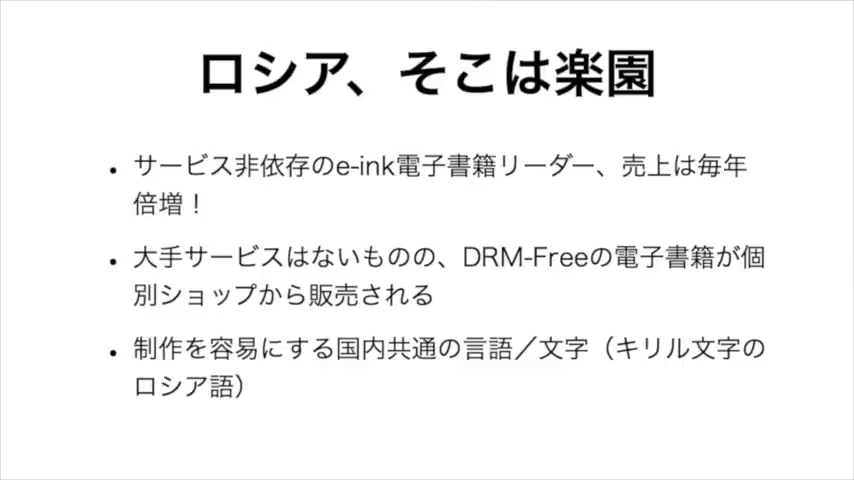 ロシア、そこは楽園
• サービス非依存のe-ink電子書籍リーダー、売上は毎年
倍増！
• 大手サービスはないものの、DRM-Freeの電子書籍が個
別ショップから販売される
• 制作を容易にする国内共通の言語／文字（キリル文字の
ロシア語）